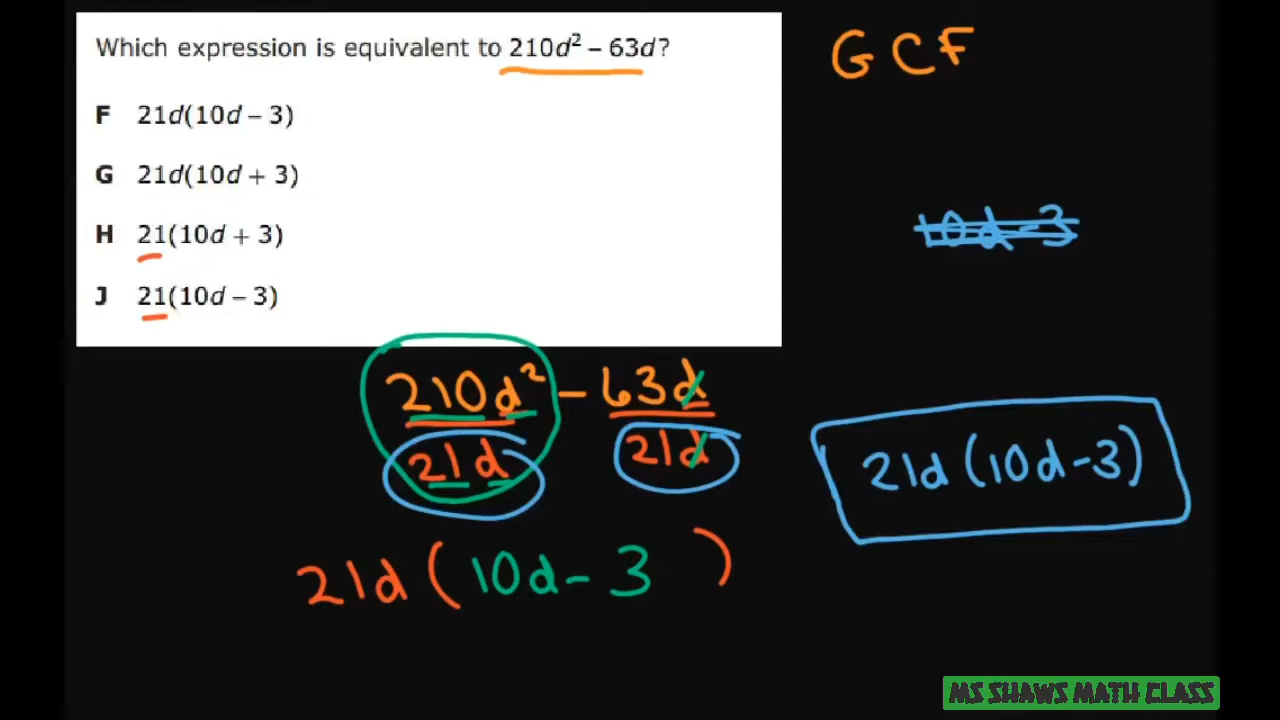 Which expression is equivalent to 210d² – 63d?
GCF
F 21d(10d – 3)
G 21d(10d + 3)
10d-3
H 21(10d + 3)
J 21(10d – 3)
210d² - 63d
21d 21d
21d(10d-3)
21d(10d-3)
MS SHAWS MATH CLASS